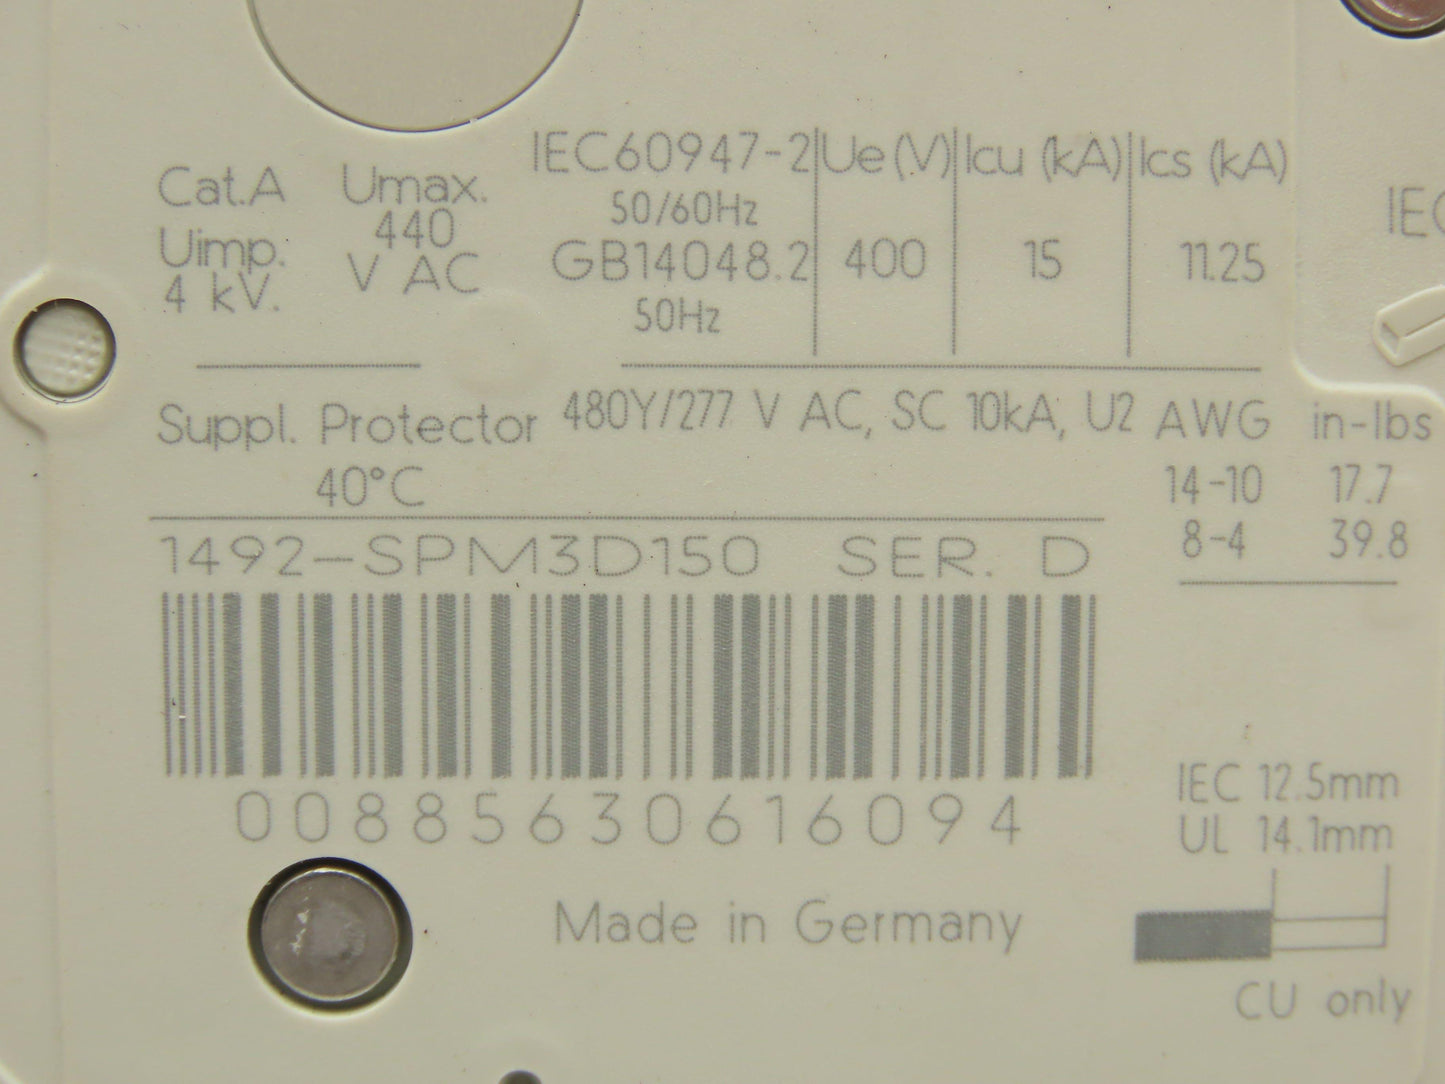 Cat.A
Uimp.
4 kV.
Umax.
440
V AC
IEC60947-2 Ue(V) Icu (kA) Ics (kA)
50/60Hz
GB14048.2 400 15 11.25
50Hz
IEC
Suppl. Protector 480Y/277 V AC, SC 10kA, U2
40°C
AWG in-lbs
14-10 17.7
8-4 39.8
1492-SPM3D150 SER. D
00885630616094
Made in Germany
IEC 12.5mm
UL 14.1mm
CU only